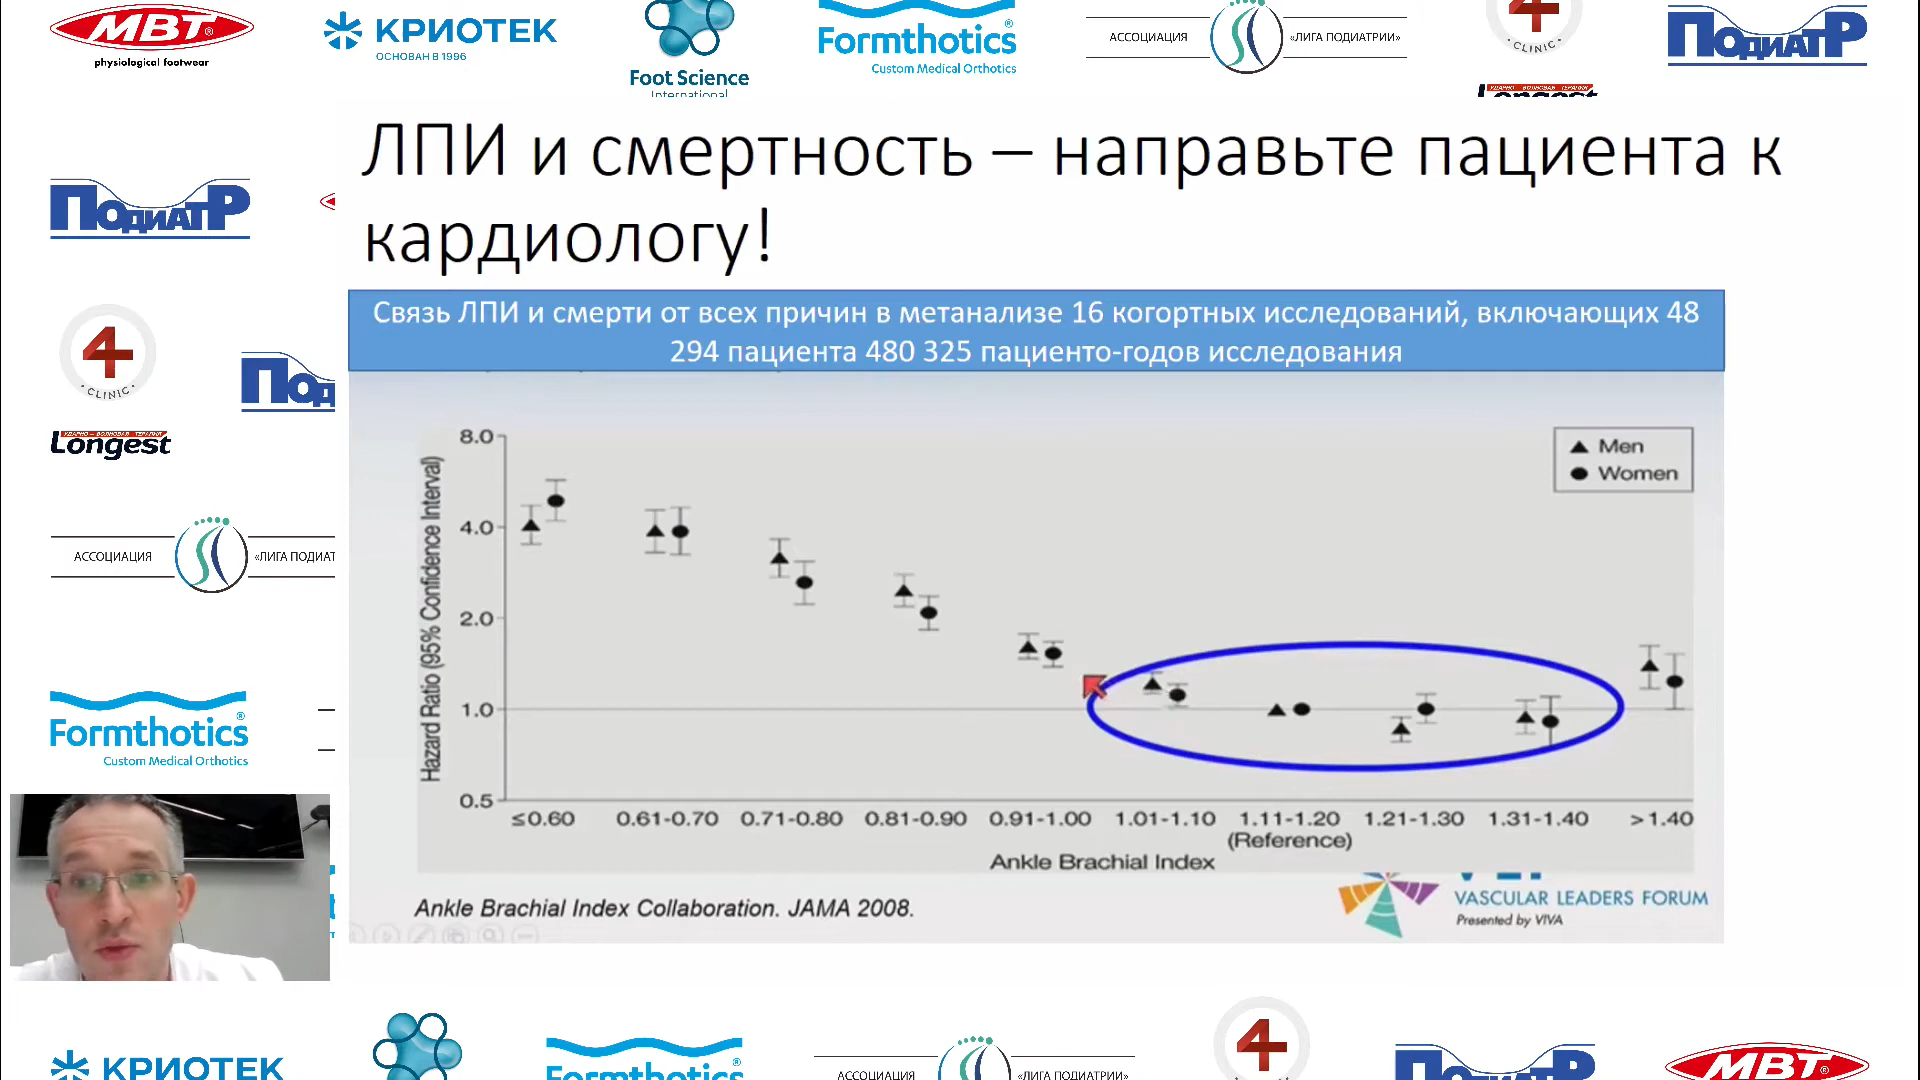 MBT®
physiological footwear
КРИОТЕК
ОСНОВАН В 1996
Foot Science
International
Formthotics®
Custom Medical Orthotics
АССОЦИАЦИЯ «ЛИГА ПОДИАТРИИ»
4
CLINIC
Longest
ПОДИАТР
ЛПИ и смертность – направьте пациента к
кардиологу!
Связь ЛПИ и смерти от всех причин в метанализе 16 когортных исследований, включающих 48
294 пациента 480 325 пациенто-годов исследования
ПОДИАТР
4
CLINIC
УДАРНО – ВОЛНОВАЯ ТЕРАПИЯ
Longest
АССОЦИАЦИЯ «ЛИГА ПОДИАТ
Formthotics®
Custom Medical Orthotics
Men
Women
Hazard Ratio (95% Confidence Interval)
8.0
4.0
2.0
1.0
0.5
≤0.60 0.61-0.70 0.71-0.80 0.81-0.90 0.91-1.00 1.01-1.10 1.11-1.20 1.21-1.30 1.31-1.40 >1.40
(Reference)
Ankle Brachial Index
Ankle Brachial Index Collaboration. JAMA 2008.
VASCULAR LEADERS FORUM
Presented by VIVA
КРИОТЕК
Formthotics®
АССОЦИАЦИЯ «ЛИГА ПОДИАТРИИ»
4
ПОДИАТР
MBT®